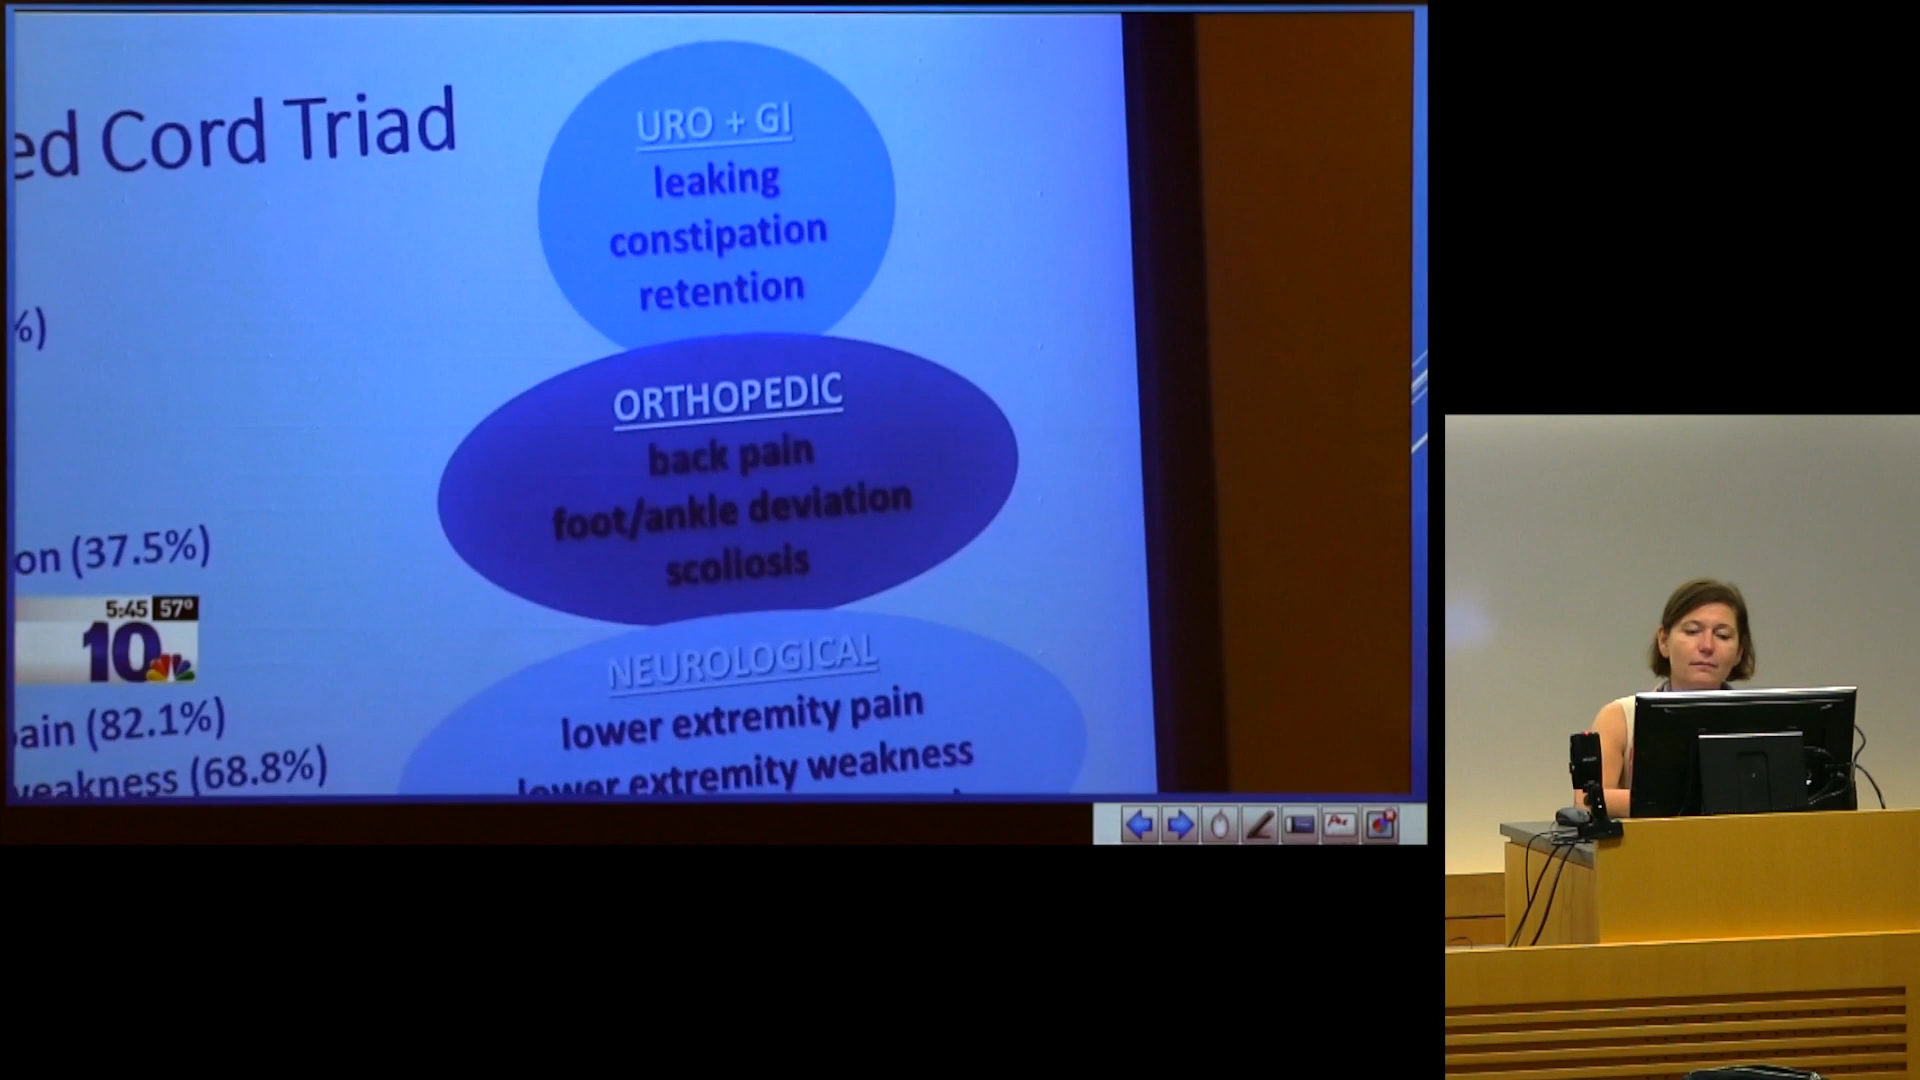 ed Cord Triad
%)
on (37.5%)
5:45 57°
10
ain (82.1%)
weakness (68.8%)
URO + GI
leaking
constipation
retention
ORTHOPEDIC
back pain
foot/ankle deviation
scoliosis
NEUROLOGICAL
lower extremity pain
lower extremity weakness